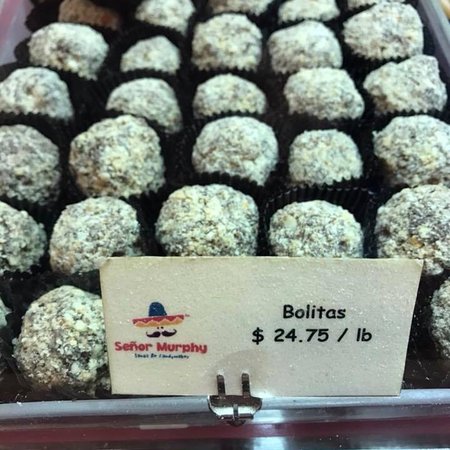 Señor Murphy
Bolitas
$ 24.75 / lb